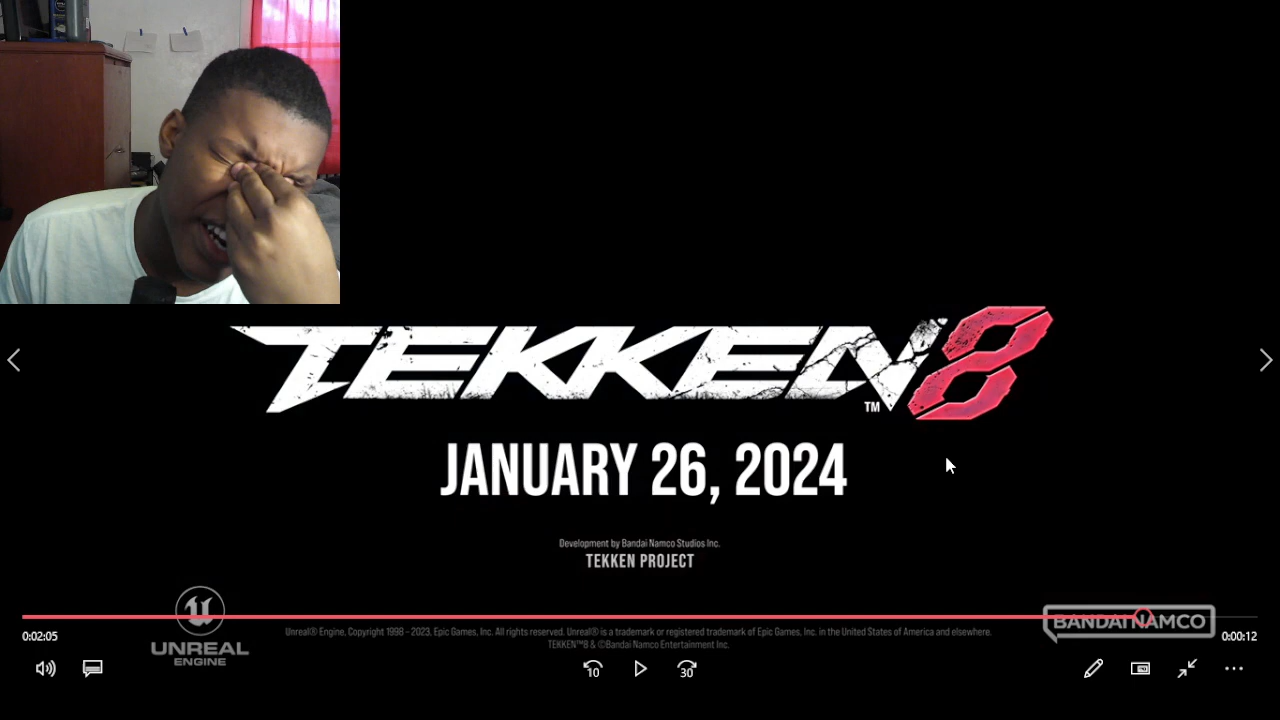 TEKKEN 8
TM
JANUARY 26, 2024
Development by Bandai Namco Studios Inc.
TEKKEN PROJECT
UNREAL
ENGINE
Unreal® Engine, Copyright 1998 – 2023, Epic Games, Inc. All rights reserved. Unreal® is a trademark or registered trademark of Epic Games, Inc. in the United States of America and elsewhere.
TEKKEN™8 & ©Bandai Namco Entertainment Inc.
BANDAI NAMCO
0:02:05
0:00:12
10
30